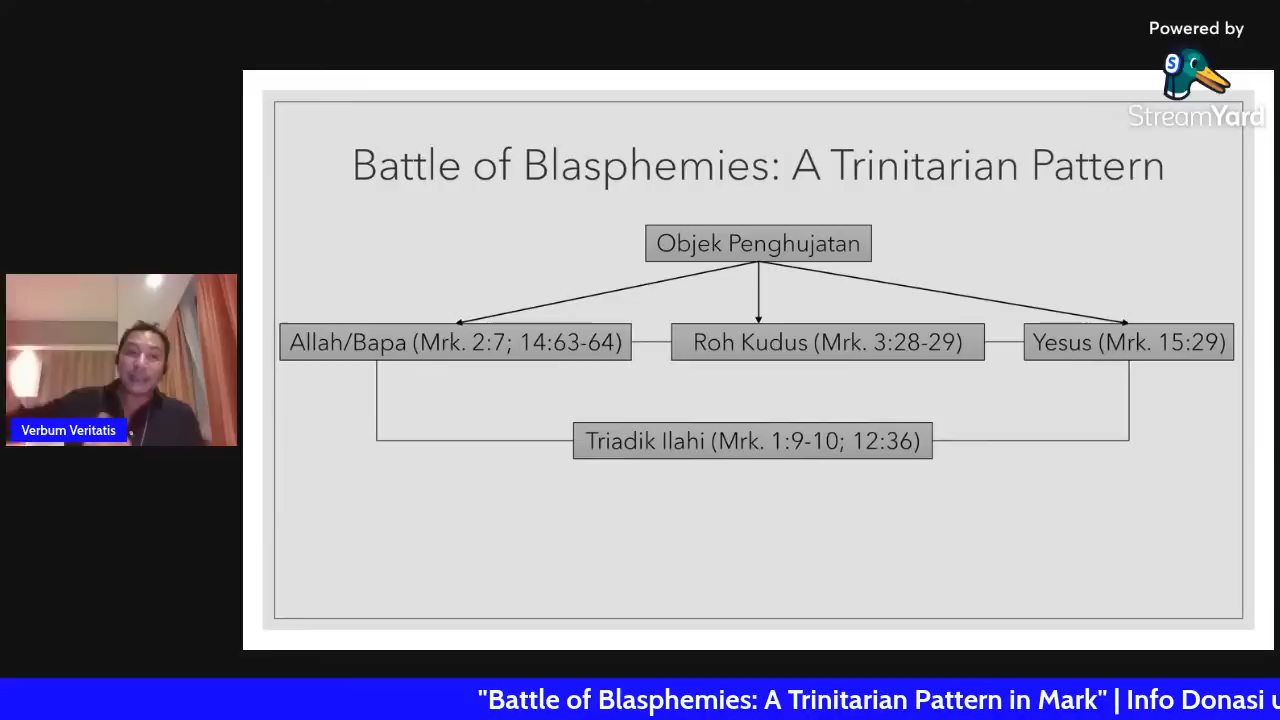 Powered by
StreamYard
Battle of Blasphemies: A Trinitarian Pattern
Objek Penghujatan
Allah/Bapa (Mrk. 2:7; 14:63-64)
Roh Kudus (Mrk. 3:28-29)
Yesus (Mrk. 15:29)
Triadik Ilahi (Mrk. 1:9-10; 12:36)
Verbum Veritatis
"Battle of Blasphemies: A Trinitarian Pattern in Mark" | Info Donasi u